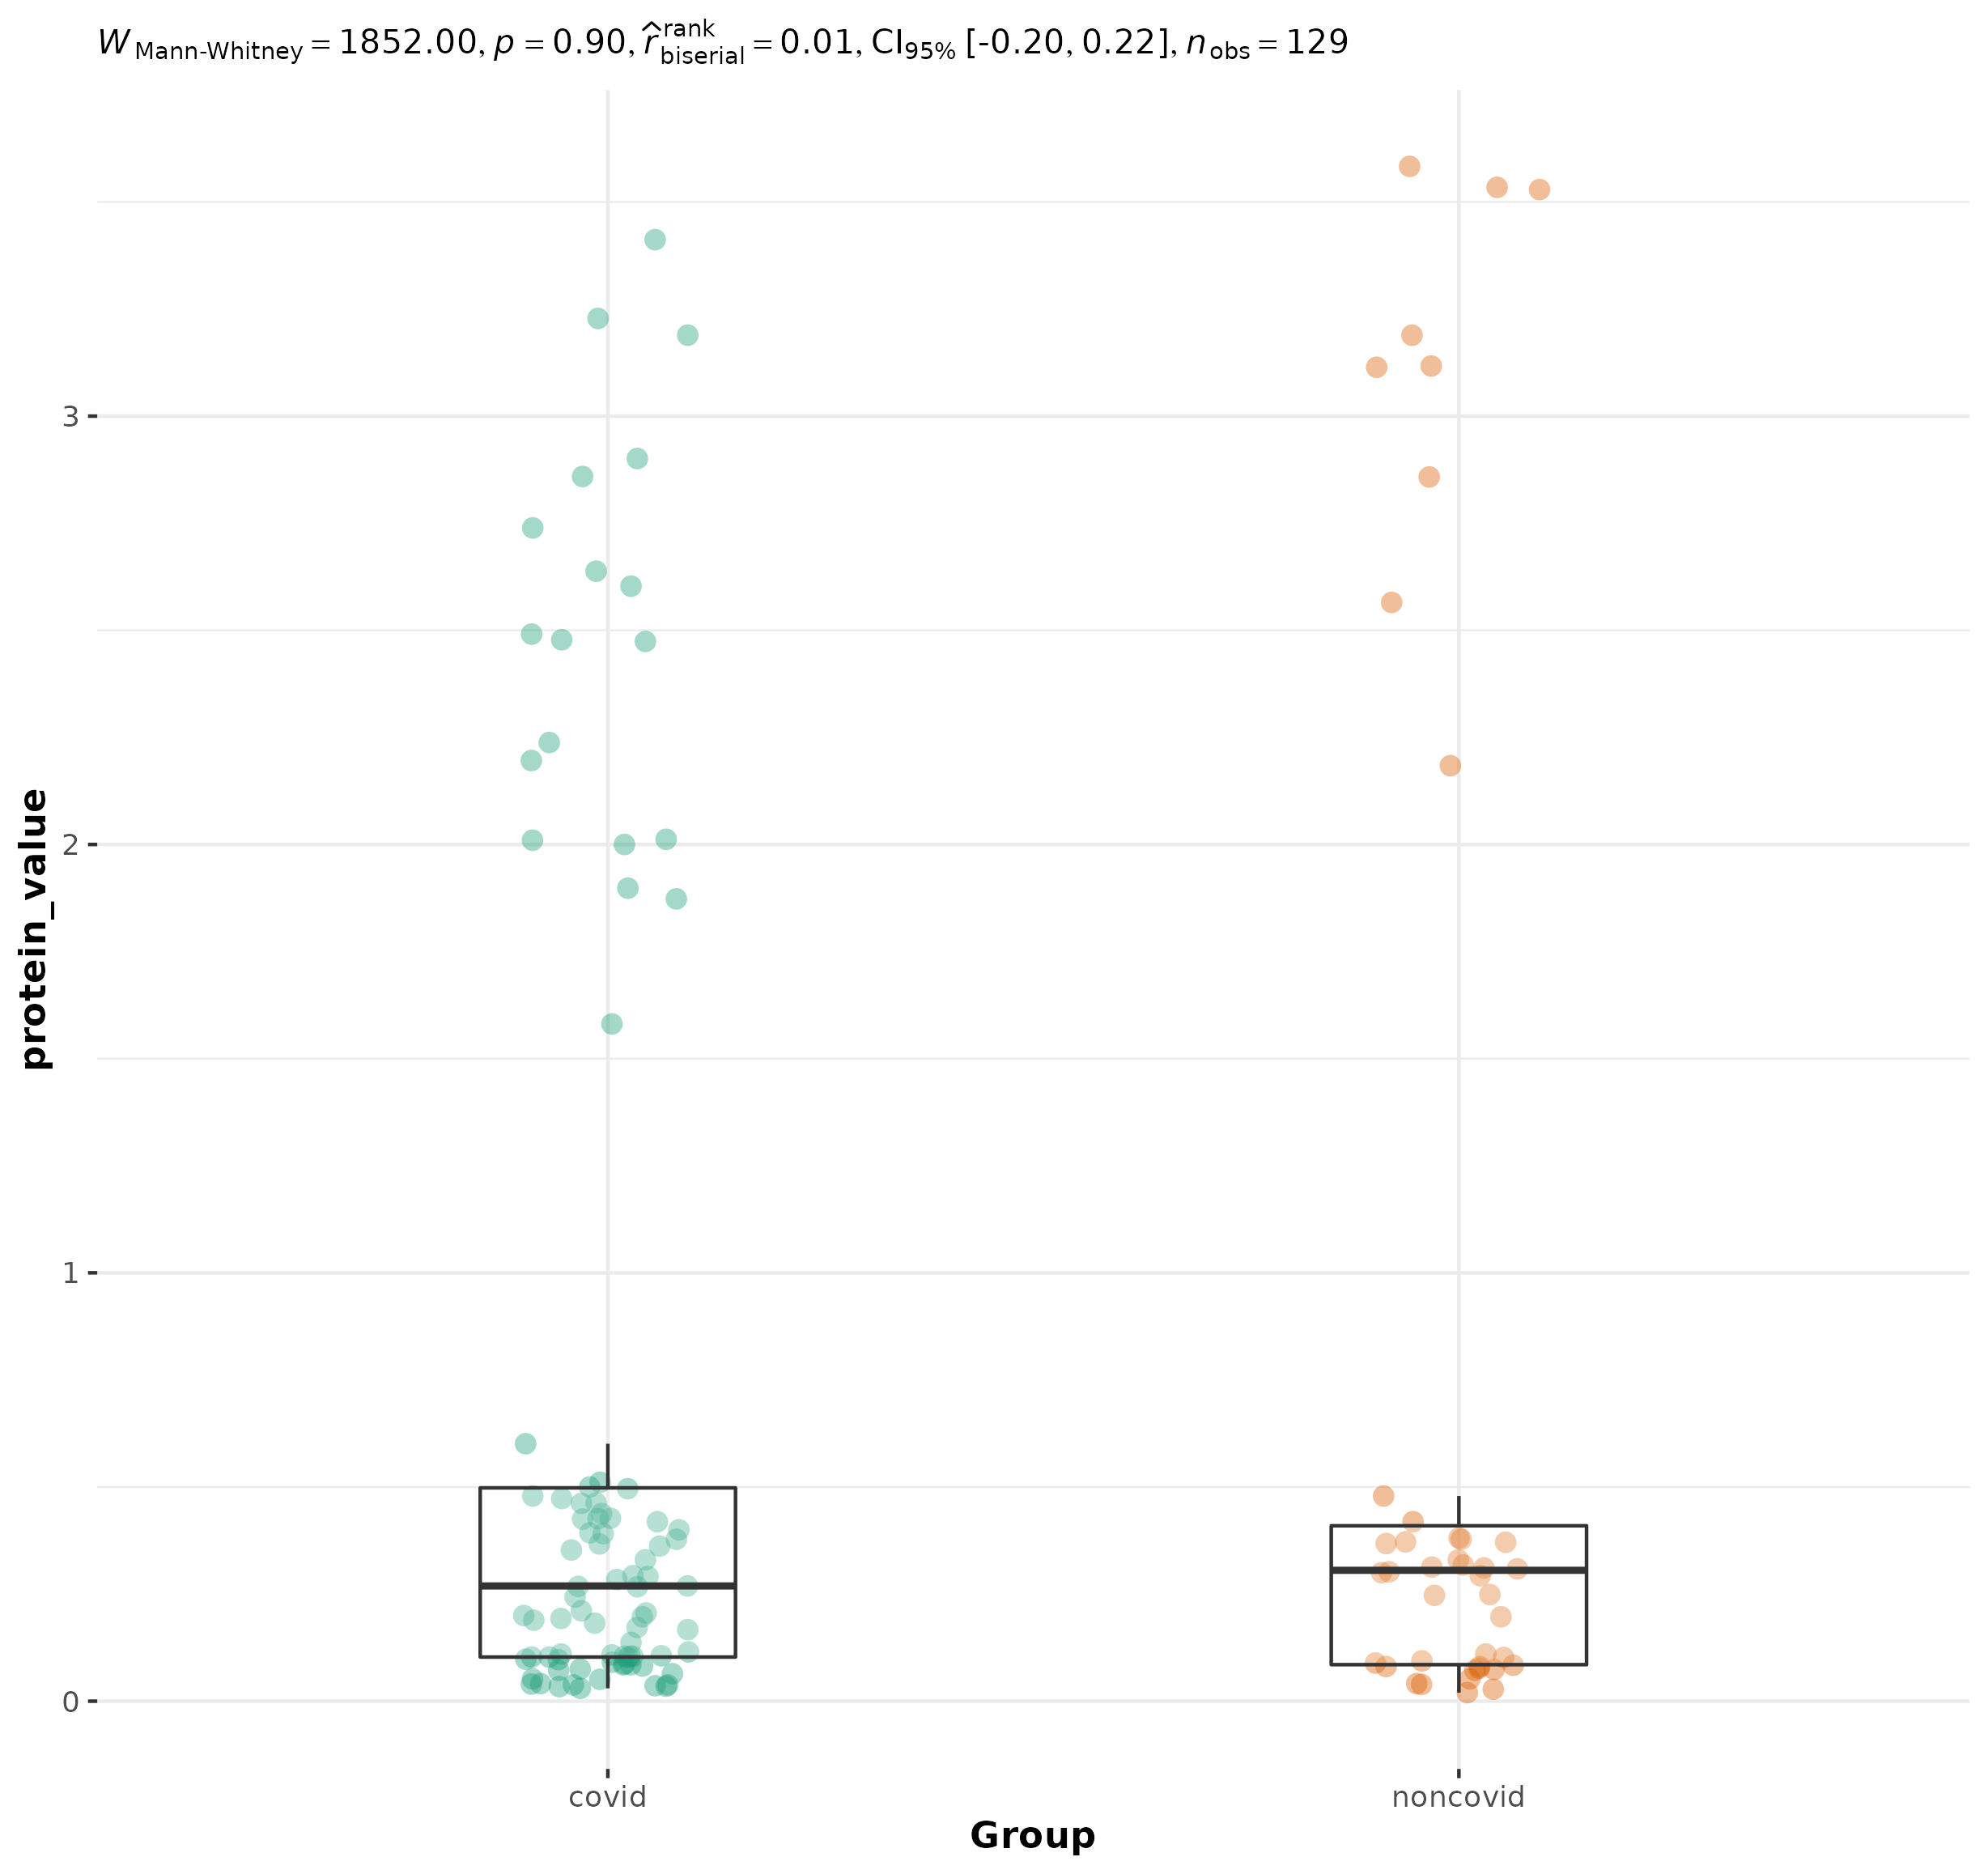 W Mann-Whitney = 1852.00, p = 0.90, r̂ rank biserial = 0.01, CI95% [-0.20, 0.22], n obs = 129
protein_value
3
2
1
0
covid noncovid
Group